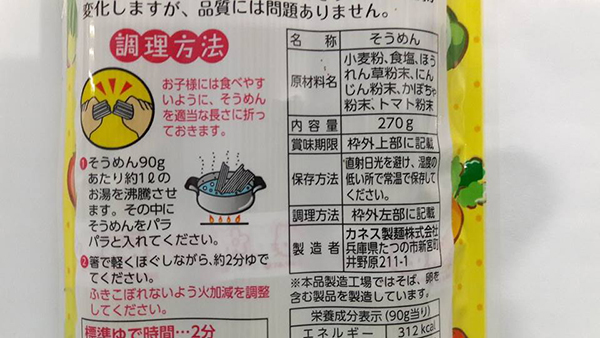 変化しますが、品質には問題ありません。
調理方法
お子様には食べやす
いように、そうめん
を適当な長さに折っ
ておきます。
❶そうめん90g
あたり約1ℓの
お湯を沸騰させ
ます。その中に
そうめんをパラ
パラと入れてください。
❷箸で軽くほぐしながら、約2分ゆで
てください。
ふきこぼれないよう火加減を調整
してください。
標準ゆで時間…2分
名称 そうめん
原材料名 小麦粉、食塩、ほう
れん草粉末、にん
じん粉末、かぼちゃ
粉末、トマト粉末
内容量 270g
賞味期限 枠外上部に記載
保存方法 直射日光を避け、湿度の
低い所で常温で保存して
ください。
調理方法 枠外左部に記載
製造者 カネス製麺株式会社
兵庫県たつの市新宮町
井野原211-1
※本品製造工場ではそば、卵を
含む製品を製造しています。
栄養成分表示(90g当り)
エネルギー 312kcal